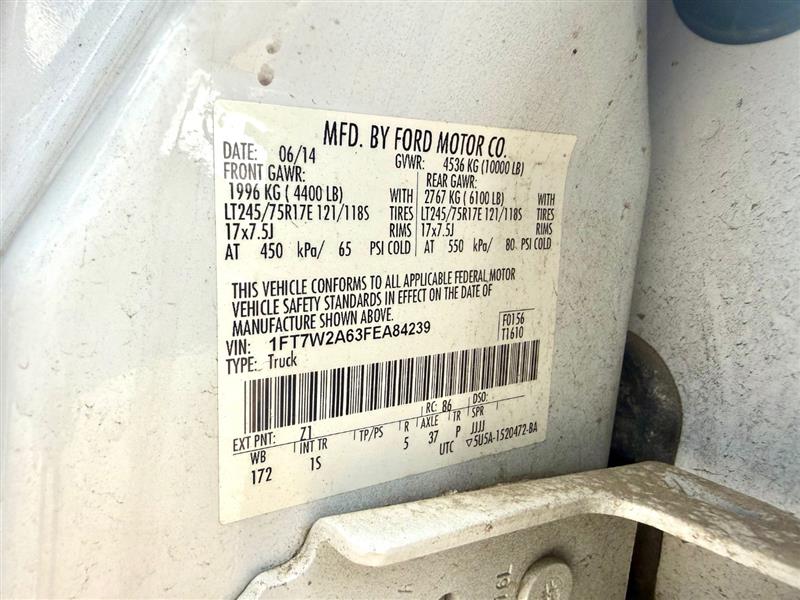 MFD. BY FORD MOTOR CO.
DATE: 06/14 GVWR: 4536 KG (10000 LB)
FRONT GAWR: REAR GAWR:
1996 KG ( 4400 LB) WITH 2767 KG ( 6100 LB) WITH
LT245/75R17E 121/118S TIRES LT245/75R17E 121/118S TIRES
17x7.5J RIMS 17x7.5J RIMS
AT 450 kPa/ 65 PSI COLD AT 550 kPa/ 80 PSI COLD
THIS VEHICLE CONFORMS TO ALL APPLICABLE FEDERAL MOTOR
VEHICLE SAFETY STANDARDS IN EFFECT ON THE DATE OF
MANUFACTURE SHOWN ABOVE.
VIN: 1FT7W2A63FEA84239 F0156
TYPE: Truck T1610
RC: 86 DSO:
EXT PNT: Z1
WB INT TR TP/PS R AXLE TR SPR
172 1S 5 37 P JJJJ
UTC ▽5U5A-1520472-BA